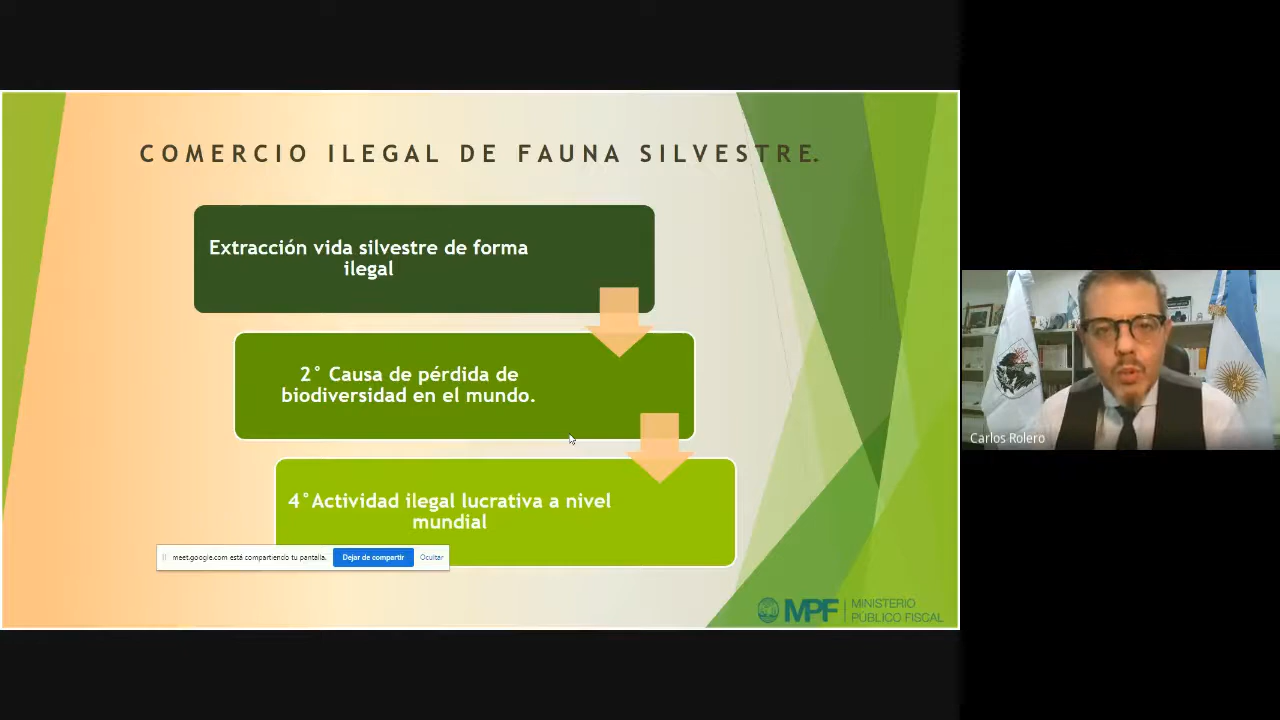 COMERCIO ILEGAL DE FAUNA SILVESTRE.
Extracción vida silvestre de forma
ilegal
2° Causa de pérdida de
biodiversidad en el mundo.
4°Actividad ilegal lucrativa a nivel
mundial
meet.google.com está compartiendo tu pantalla.
Dejar de compartir
Ocultar
MPF
MINISTERIO
PÚBLICO FISCAL
Carlos Rolero